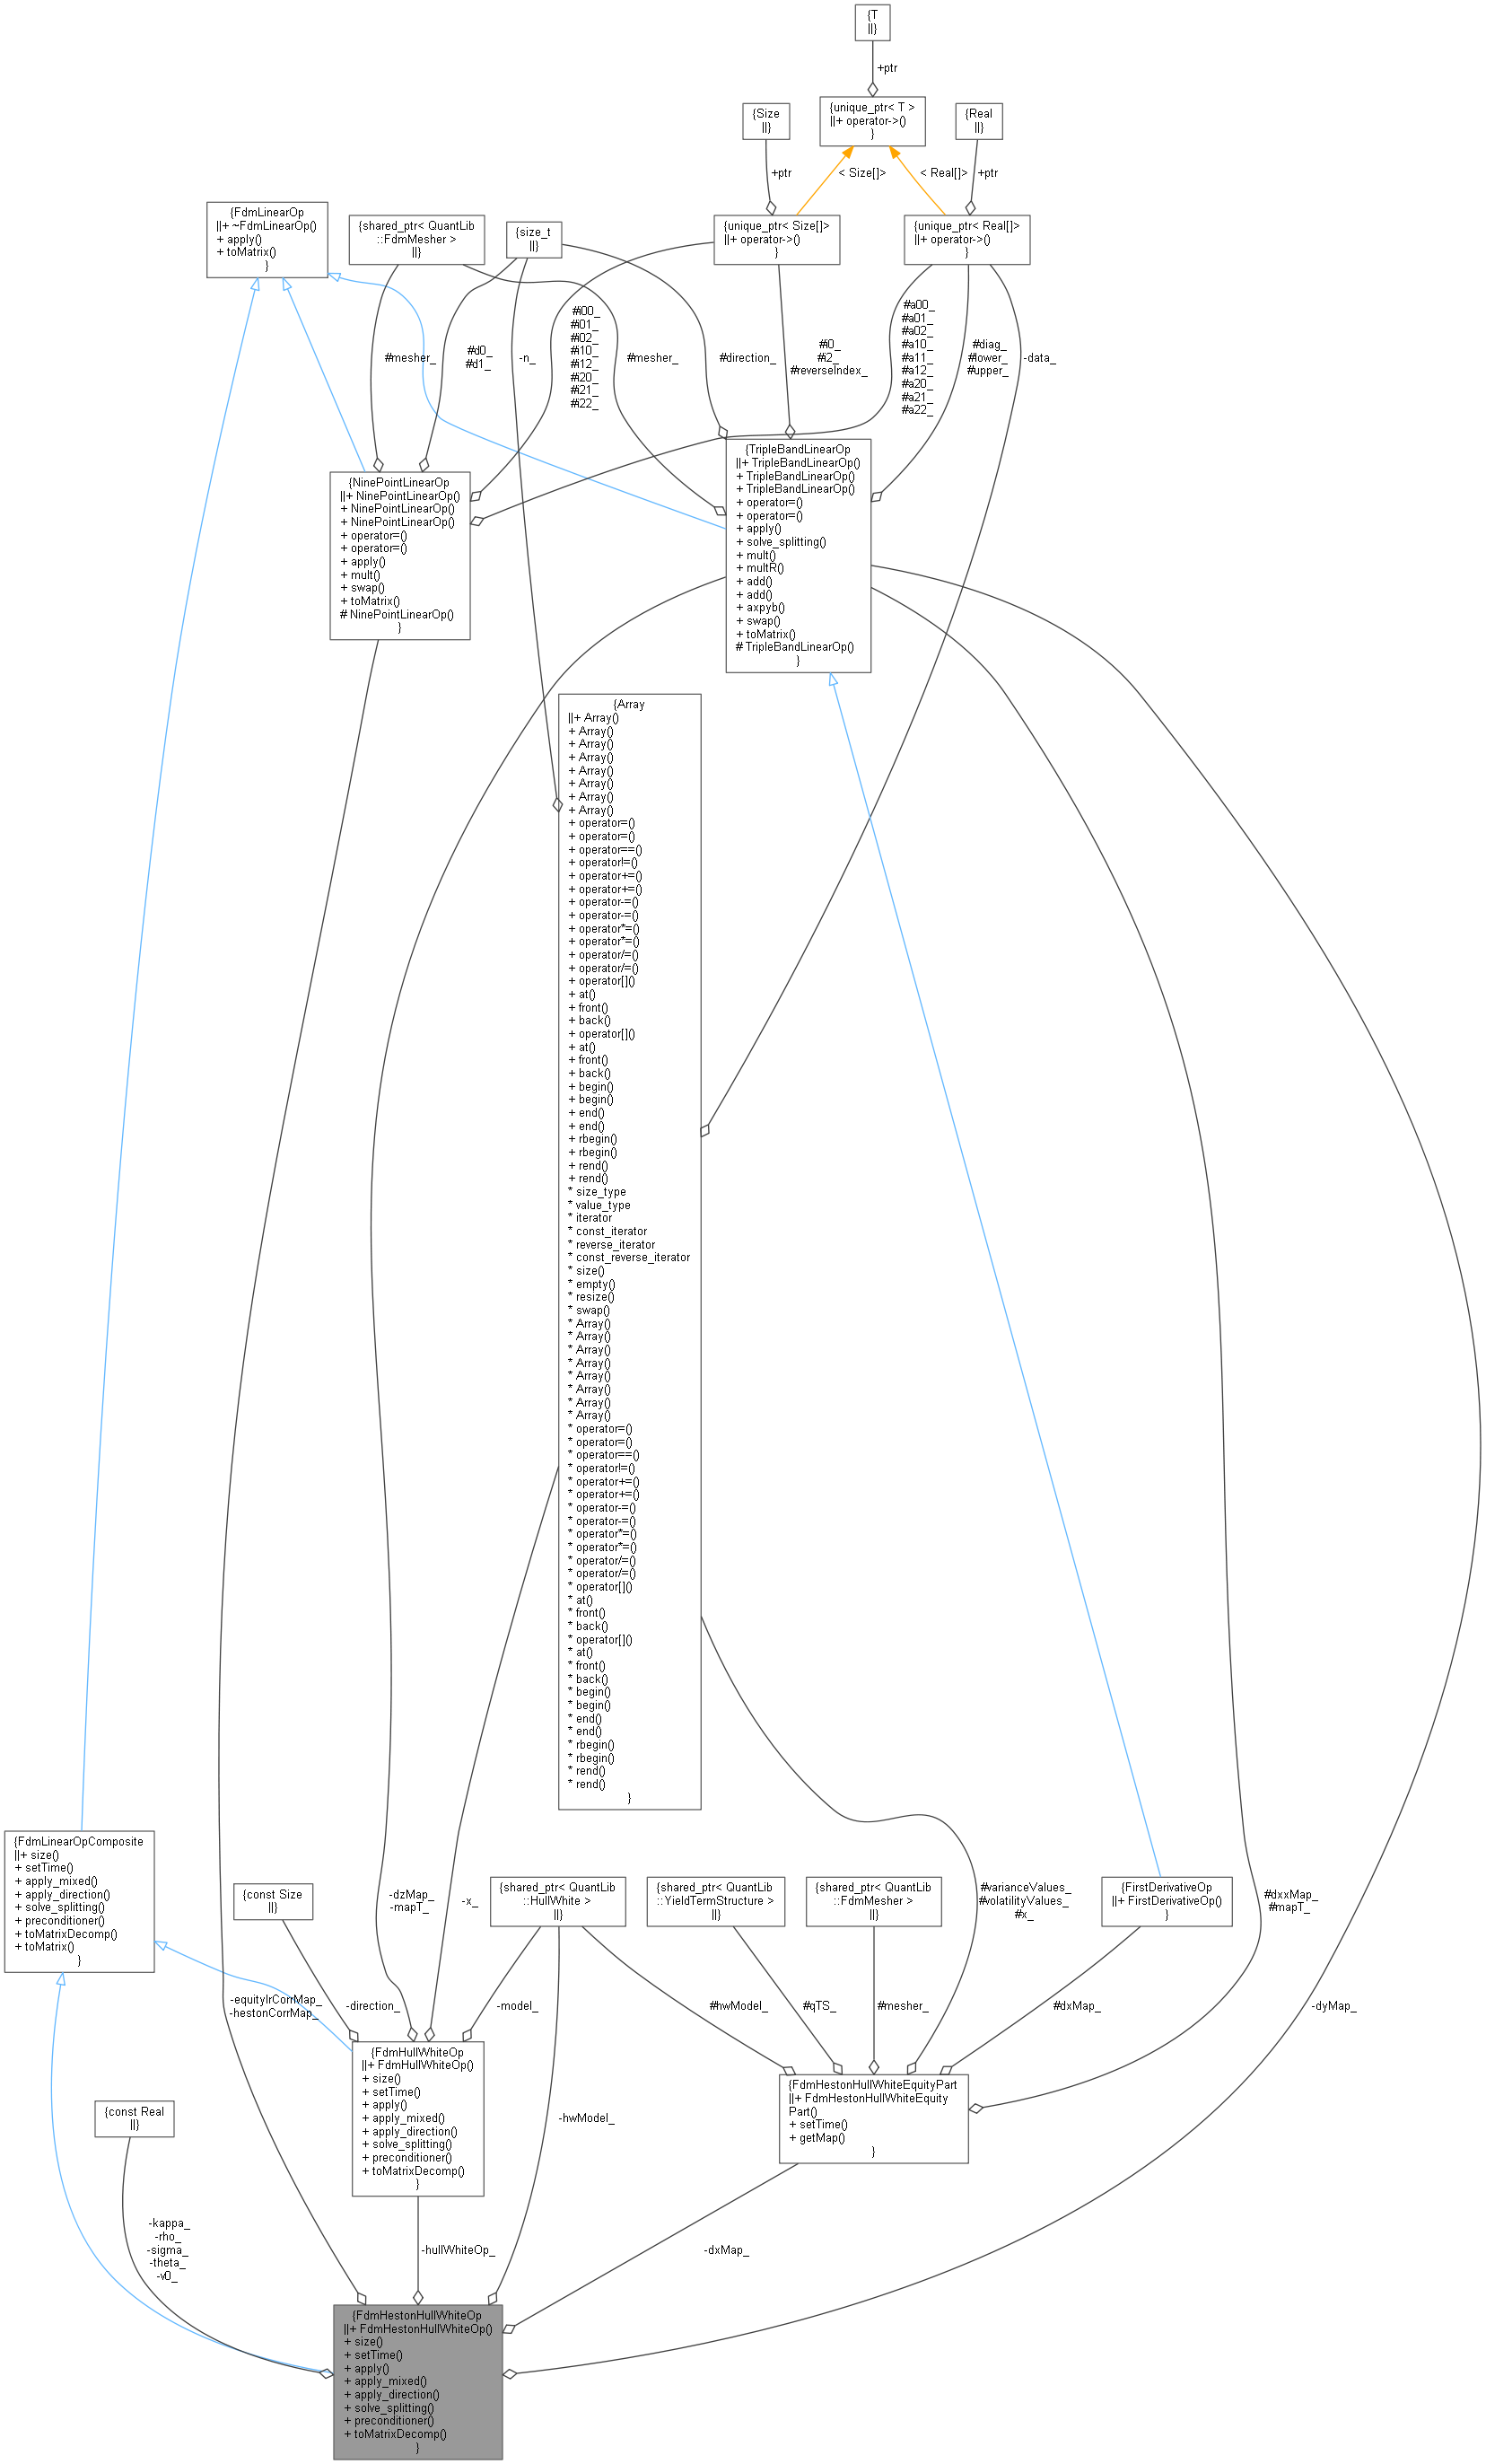 {T
||}
+ptr
{Size
||}
{unique_ptr< T >
||+ operator->()
}
{Real
||}
+ptr
< Size[]>
< Real[]>
+ptr
{FdmLinearOp
||+ ~FdmLinearOp()
+ apply()
+ toMatrix()
}
{shared_ptr< QuantLib
::FdmMesher >
||}
{size_t
||}
{unique_ptr< Size[]>
||+ operator->()
}
{unique_ptr< Real[]>
||+ operator->()
}
#mesher_
#d0_
#d1_
-n_
#i00_
#i01_
#i02_
#i10_
#i12_
#i20_
#i21_
#i22_
#mesher_
#direction_
#i0_
#i2_
#reverseIndex_
#a00_
#a01_
#a02_
#a10_
#a11_
#a12_
#a20_
#a21_
#a22_
#diag_
#lower_
#upper_
-data_
{NinePointLinearOp
||+ NinePointLinearOp()
+ NinePointLinearOp()
+ NinePointLinearOp()
+ operator=()
+ operator=()
+ apply()
+ mult()
+ swap()
+ toMatrix()
# NinePointLinearOp()
}
{TripleBandLinearOp
||+ TripleBandLinearOp()
+ TripleBandLinearOp()
+ TripleBandLinearOp()
+ operator=()
+ operator=()
+ apply()
+ solve_splitting()
+ mult()
+ multR()
+ add()
+ add()
+ axpyb()
+ swap()
+ toMatrix()
# TripleBandLinearOp()
}
{Array
||+ Array()
+ Array()
+ Array()
+ Array()
+ Array()
+ Array()
+ Array()
+ Array()
+ operator=()
+ operator=()
+ operator==()
+ operator!=()
+ operator+=()
+ operator+=()
+ operator-=()
+ operator-=()
+ operator*=()
+ operator*=()
+ operator/=()
+ operator/=()
+ operator[]()
+ at()
+ front()
+ back()
+ operator[]()
+ at()
+ front()
+ back()
+ begin()
+ begin()
+ end()
+ end()
+ rbegin()
+ rbegin()
+ rend()
+ rend()
* size_type
* value_type
* iterator
* const_iterator
* reverse_iterator
* const_reverse_iterator
* size()
* empty()
* resize()
* swap()
* Array()
* Array()
* Array()
* Array()
* Array()
* Array()
* Array()
* Array()
* operator=()
* operator=()
* operator==()
* operator!=()
* operator+=()
* operator+=()
* operator-=()
* operator-=()
* operator*=()
* operator*=()
* operator/=()
* operator/=()
* operator[]()
* at()
* front()
* back()
* operator[]()
* at()
* front()
* back()
* begin()
* begin()
* end()
* end()
* rbegin()
* rbegin()
* rend()
* rend()
}
{FdmLinearOpComposite
||+ size()
+ setTime()
+ apply_mixed()
+ apply_direction()
+ solve_splitting()
+ preconditioner()
+ toMatrixDecomp()
+ toMatrix()
}
{const Size
||}
-dzMap_
-mapT_
-x_
{shared_ptr< QuantLib
::HullWhite >
||}
{shared_ptr< QuantLib
::YieldTermStructure >
||}
{shared_ptr< QuantLib
::FdmMesher >
||}
#varianceValues_
#volatilityValues_
#x_
{FirstDerivativeOp
||+ FirstDerivativeOp()
}
#dxxMap_
#mapT_
-equityIrCorrMap_
-hestonCorrMap_
-direction_
-model_
#hwModel_
#qTS_
#mesher_
#dxMap_
-dyMap_
{const Real
||}
{FdmHullWhiteOp
||+ FdmHullWhiteOp()
+ size()
+ setTime()
+ apply()
+ apply_mixed()
+ apply_direction()
+ solve_splitting()
+ preconditioner()
+ toMatrixDecomp()
}
-hwModel_
{FdmHestonHullWhiteEquityPart
||+ FdmHestonHullWhiteEquity
Part()
+ setTime()
+ getMap()
}
-kappa_
-rho_
-sigma_
-theta_
-v0_
-hullWhiteOp_
-dxMap_
{FdmHestonHullWhiteOp
||+ FdmHestonHullWhiteOp()
+ size()
+ setTime()
+ apply()
+ apply_mixed()
+ apply_direction()
+ solve_splitting()
+ preconditioner()
+ toMatrixDecomp()
}